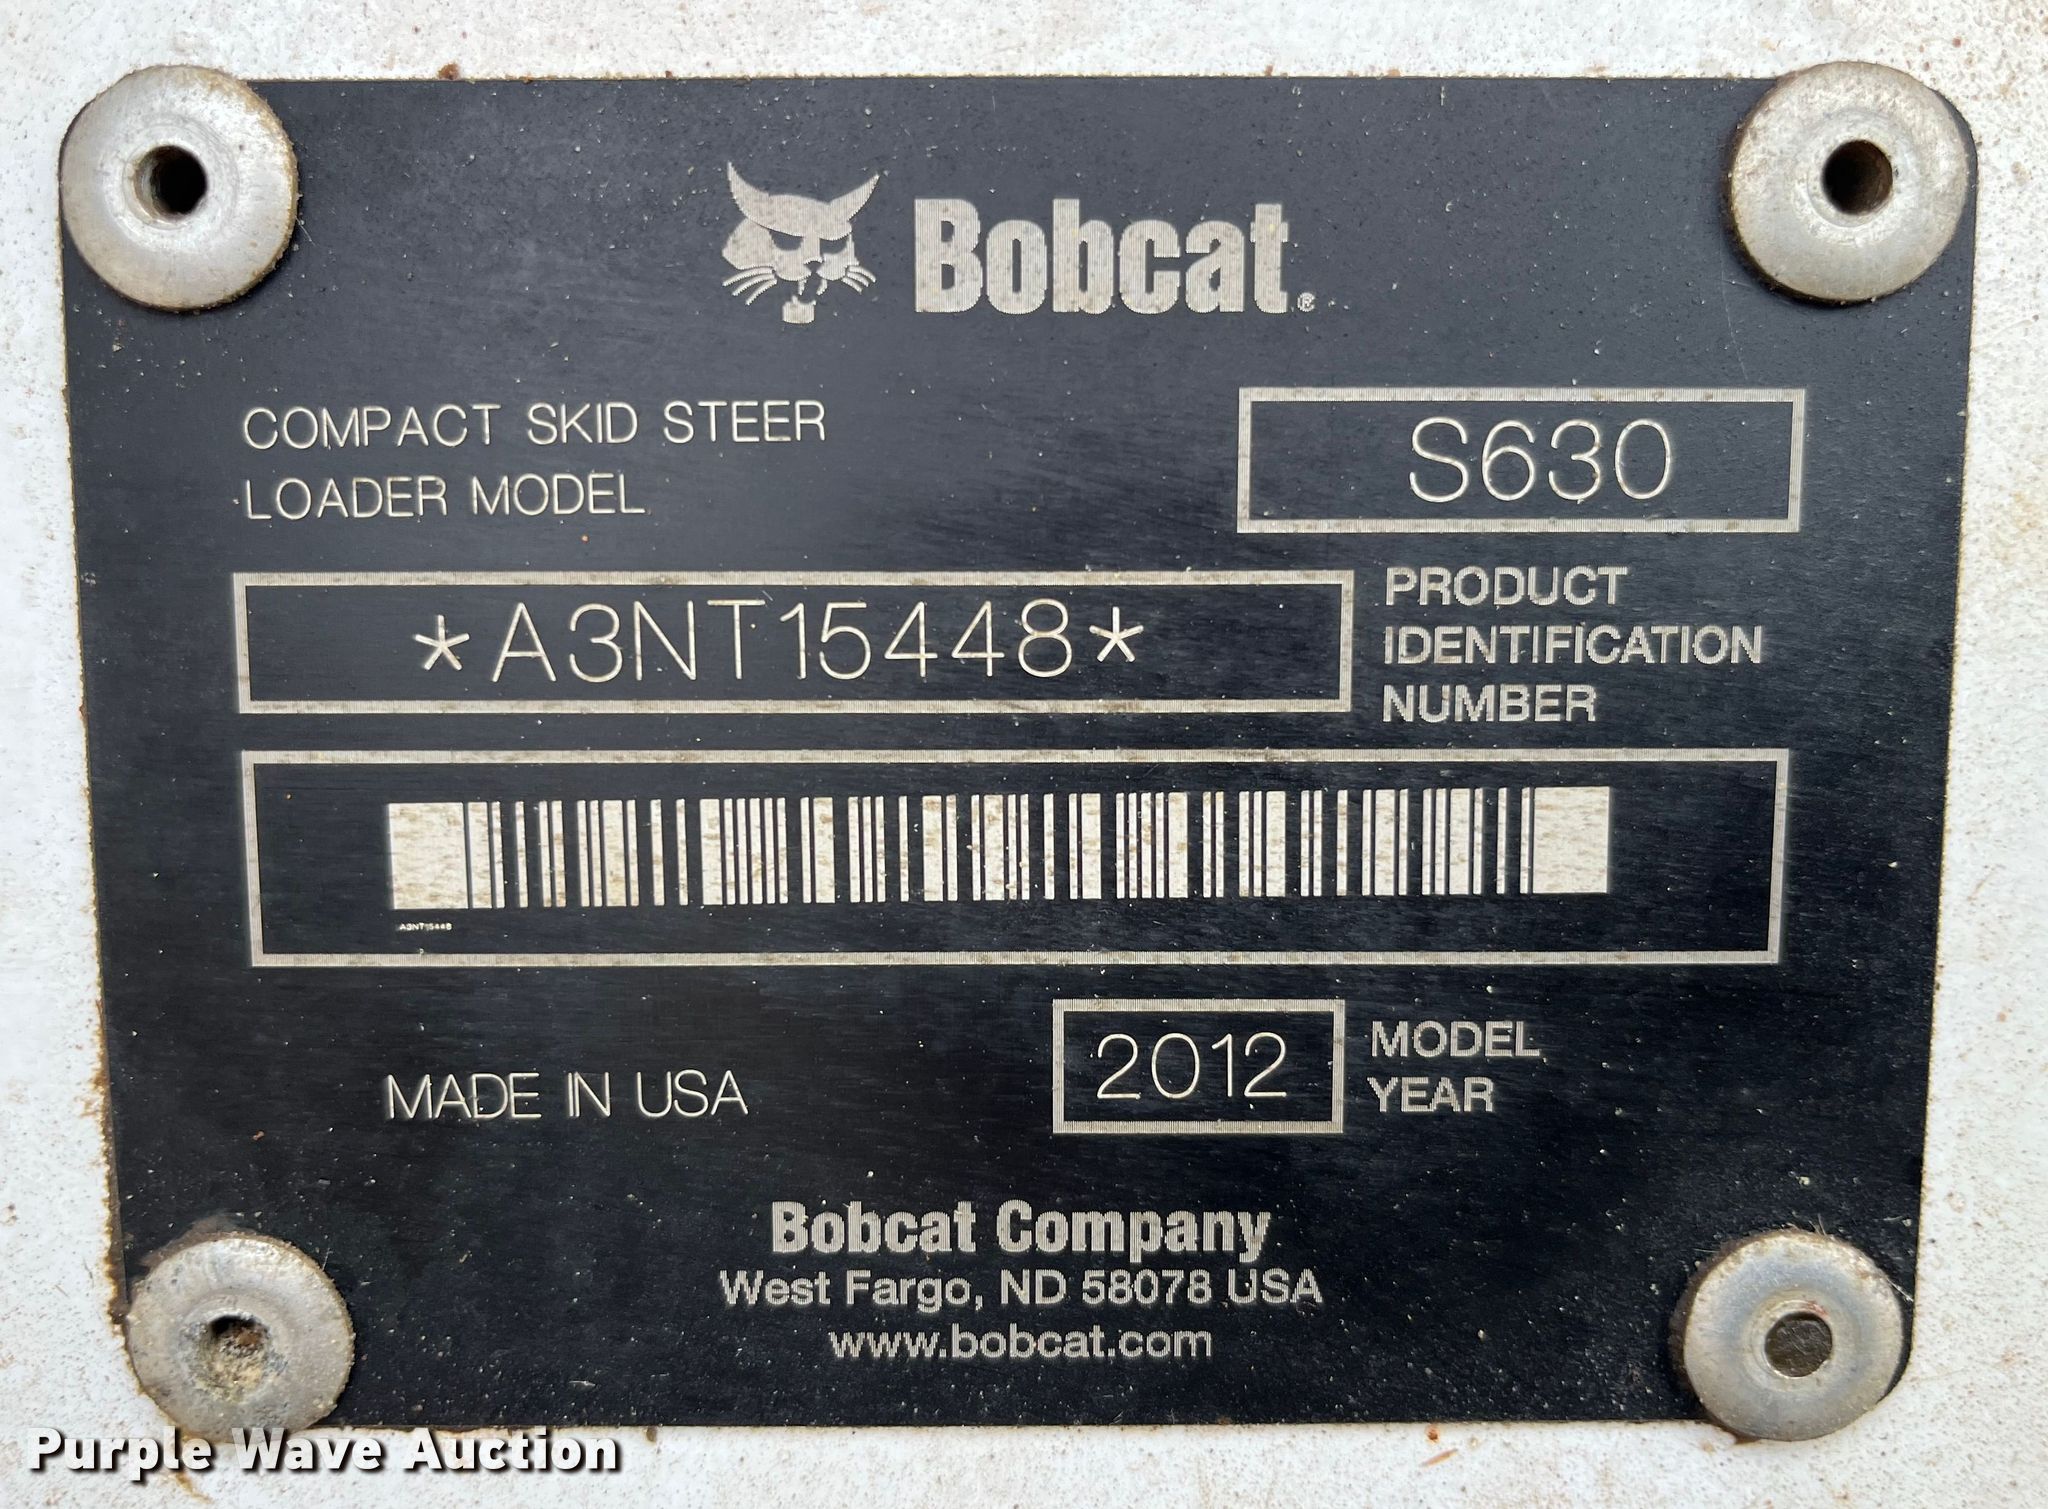 Bobcat®
COMPACT SKID STEER
LOADER MODEL
S630
*A3NT15448*
PRODUCT
IDENTIFICATION
NUMBER
A3NT15448
MADE IN USA
2012
MODEL
YEAR
Bobcat Company
West Fargo, ND 58078 USA
www.bobcat.com
Purple Wave Auction